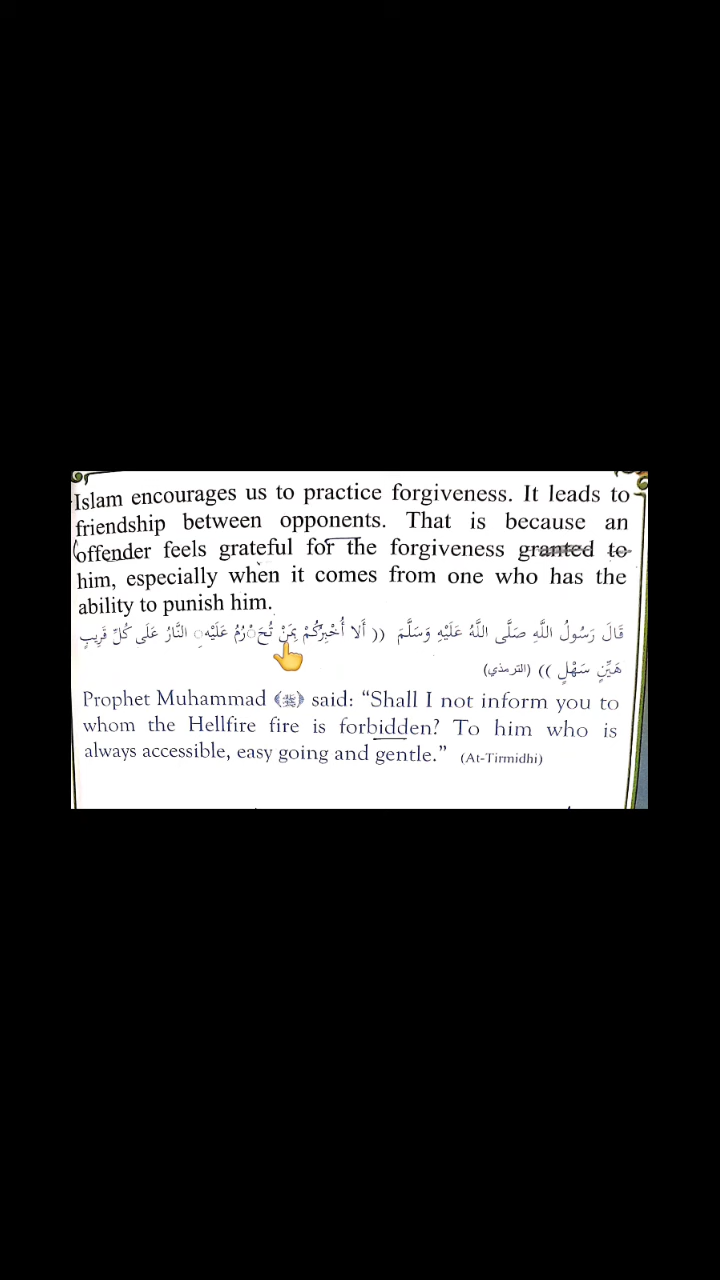 Islam encourages us to practice forgiveness. It leads to
friendship between opponents. That is because an
offender feels grateful for the forgiveness granted to
him, especially when it comes from one who has the
ability to punish him.
قَالَ رَسُولُ اللَّهِ صَلَّى اللَّهُ عَلَيْهِ وَسَلَّمَ (( أَلَا أُخْبِرُكُمْ بِمَنْ تُحَْرُمُ عَلَيْهِ النَّارُ عَلَى كُلِّ قَرِيبٍ
هَيِّنٍ سَهْلٍ )) (الترمذي)
Prophet Muhammad (ﷺ) said: “Shall I not inform you to
whom the Hellfire fire is forbidden? To him who is
always accessible, easy going and gentle.” (At-Tirmidhi)